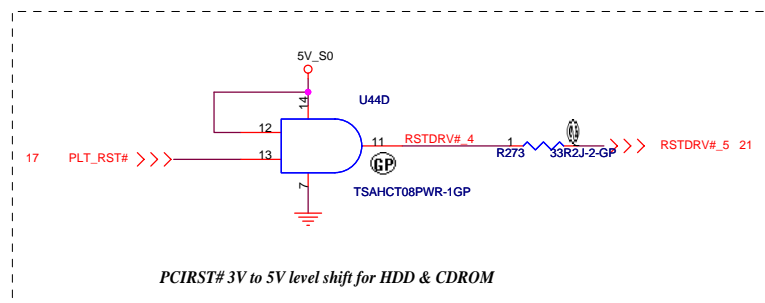 5V_S0
14
U44D
12
11
RSTDRV#_4
1
17
PLT_RST#
13
GP
R273
33R2J-2-GP
RSTDRV#_5
21
7
TSAHCT08PWR-1GP
PCIRST# 3V to 5V level shift for HDD & CDROM